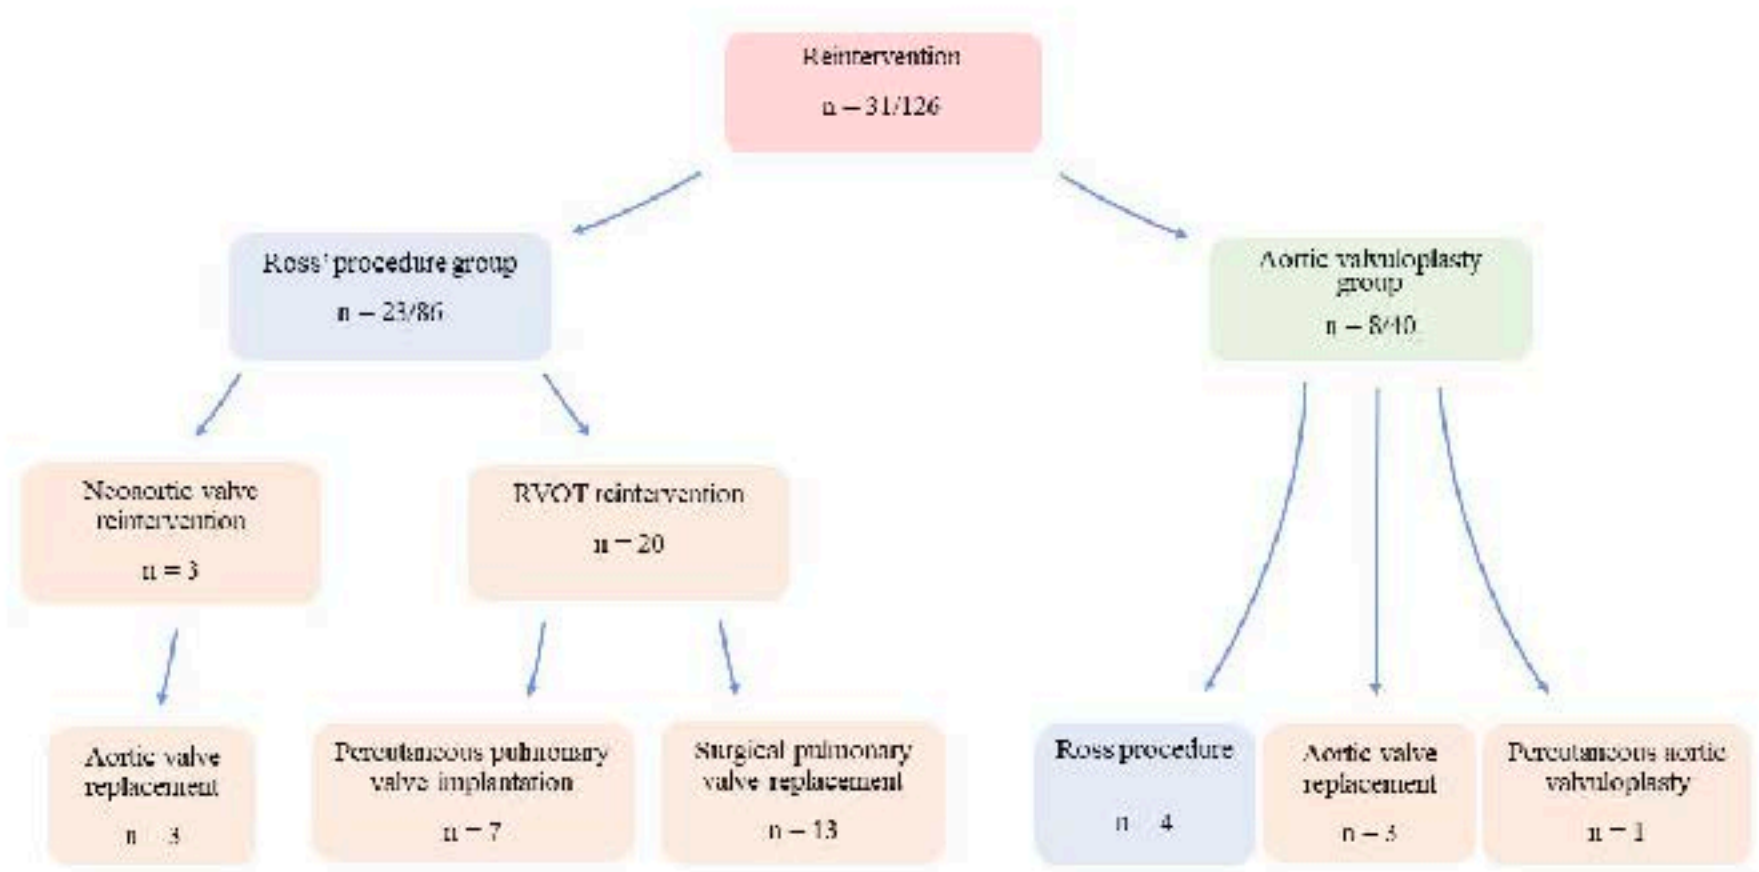 Reintervention
n = 31/126
Ross' procedure group
n = 23/86
Aortic valvuloplasty
group
n = 8/40
Neoaortic valve
reintervention
n = 3
RVOT reintervention
n = 20
Aortic valve
replacement
n = 3
Percutaneous pulmonary
valve implantation
n = 7
Surgical pulmonary
valve replacement
n = 13
Ross procedure
n = 4
Aortic valve
replacement
n = 3
Percutaneous aortic
valvuloplasty
n = 1